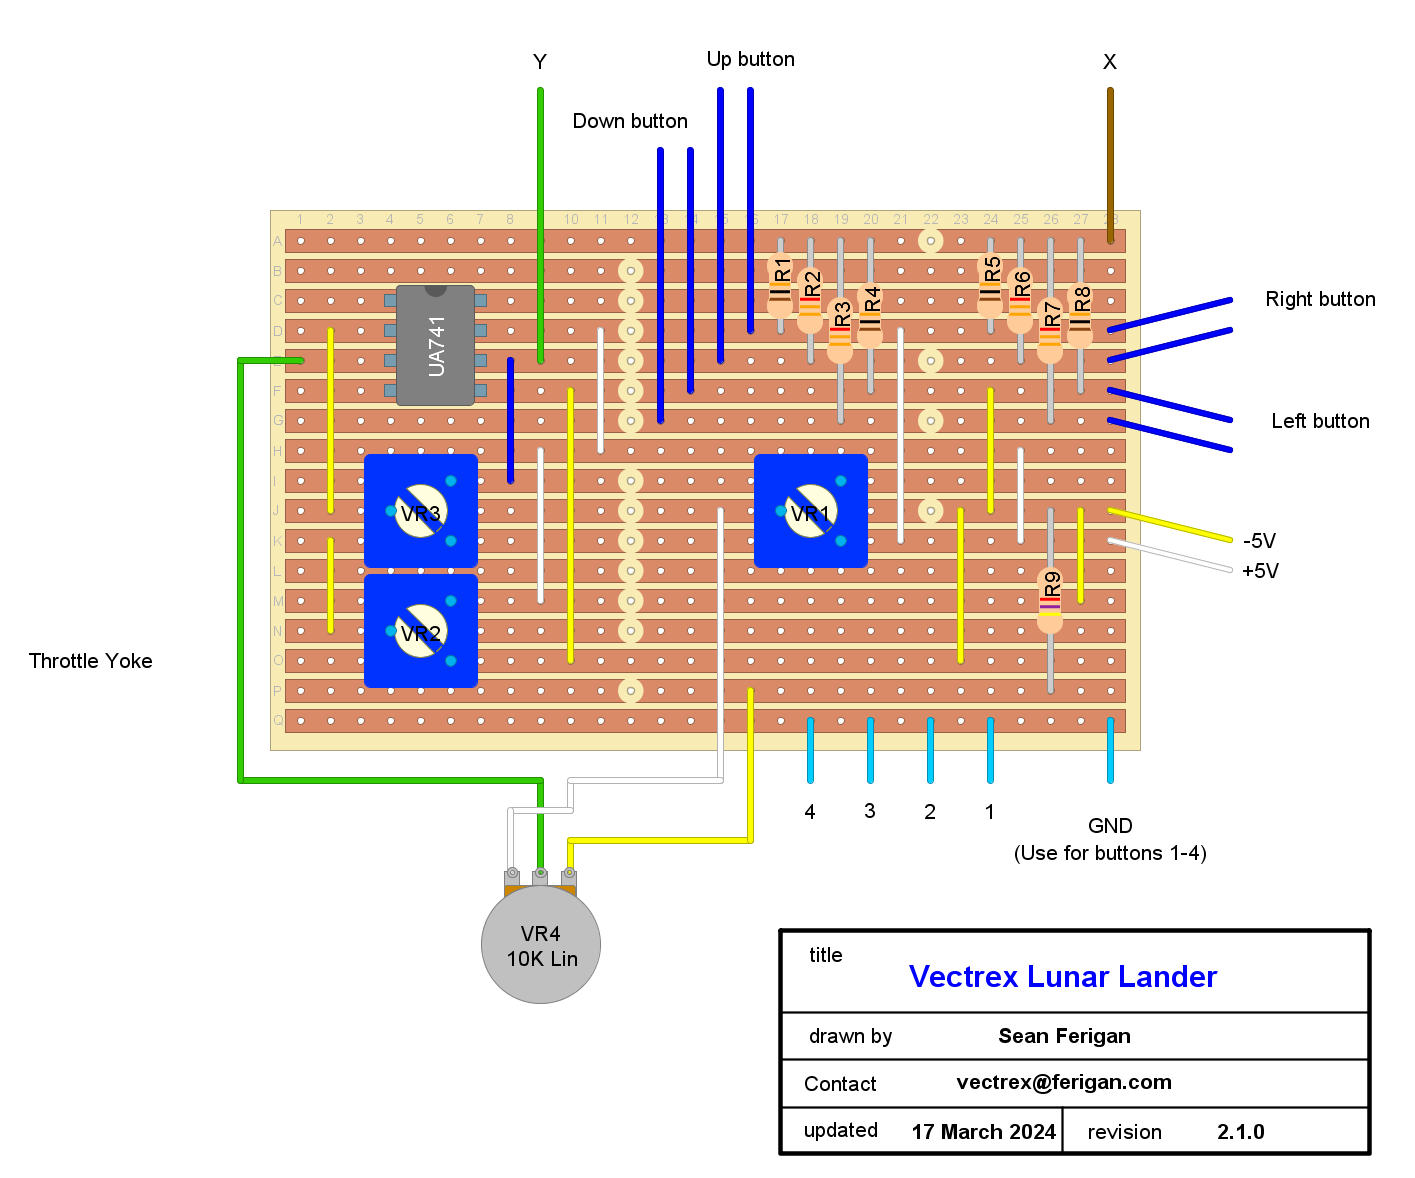 Y
Up button
X
Down button
1 2 3 4 5 6 7 8 10 11 12 13 14 15 16 17 18 19 20 21 22 23 24 25 26 27 28
A
B
C
D
E
F
G
H
I
J
K
L
M
N
O
P
Q
UA741
R1
R2
R3
R4
R5
R6
R7
R8
Right button
Left button
VR3
VR1
-5V
+5V
R9
VR2
Throttle Yoke
4 3 2 1
GND
(Use for buttons 1-4)
VR4
10K Lin
title
Vectrex Lunar Lander
drawn by Sean Ferigan
Contact vectrex@ferigan.com
updated 17 March 2024 revision 2.1.0